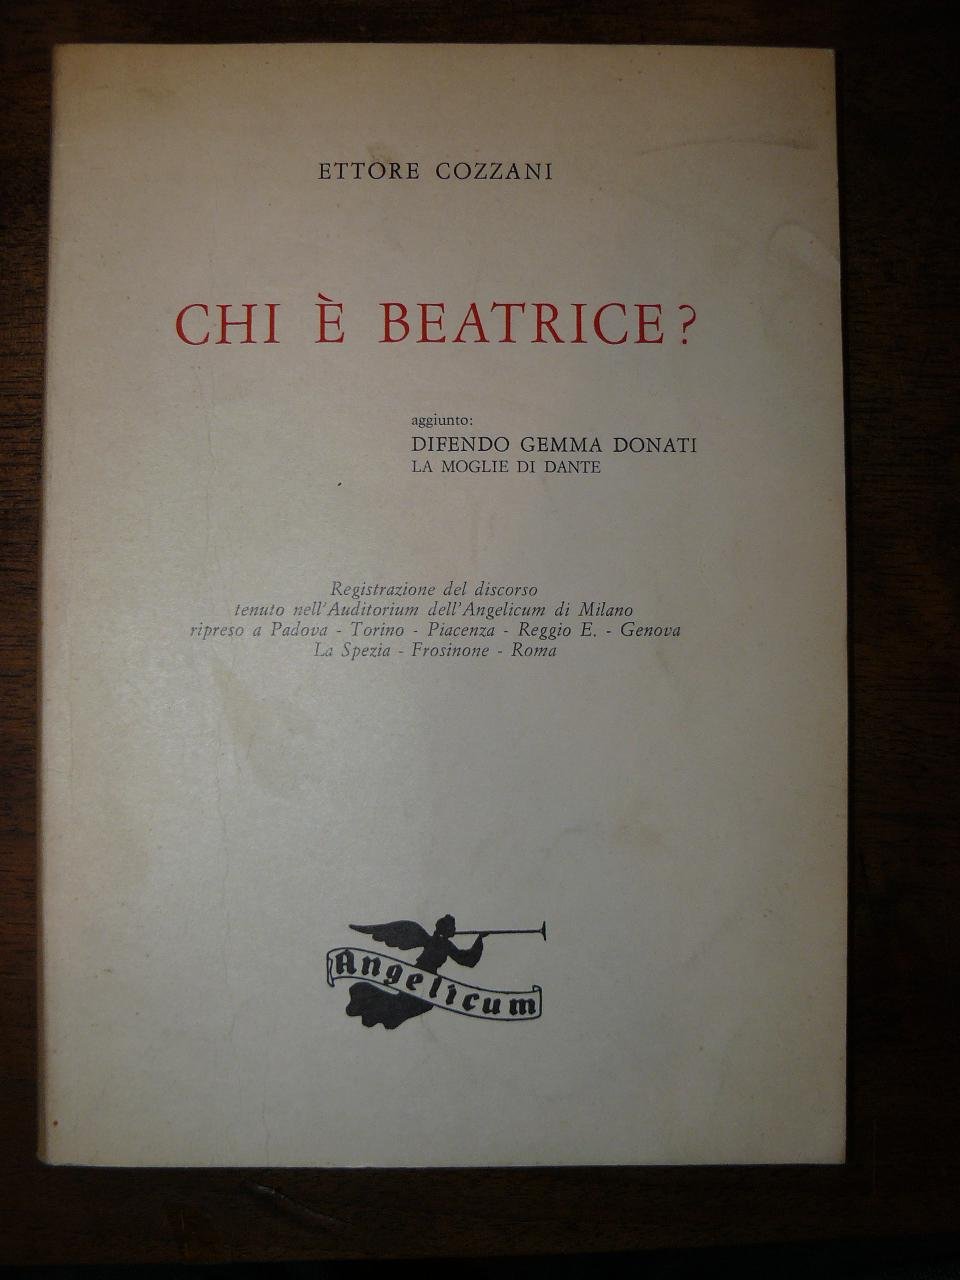 ETTORE COZZANI
CHI È BEATRICE?
aggiunto:
DIFENDO GEMMA DONATI
LA MOGLIE DI DANTE
Registrazione del discorso
tenuto nell'Auditorium dell'Angelicum di Milano
ripreso a Padova - Torino - Piacenza - Reggio E. - Genova
La Spezia - Frosinone - Roma
Angelicum